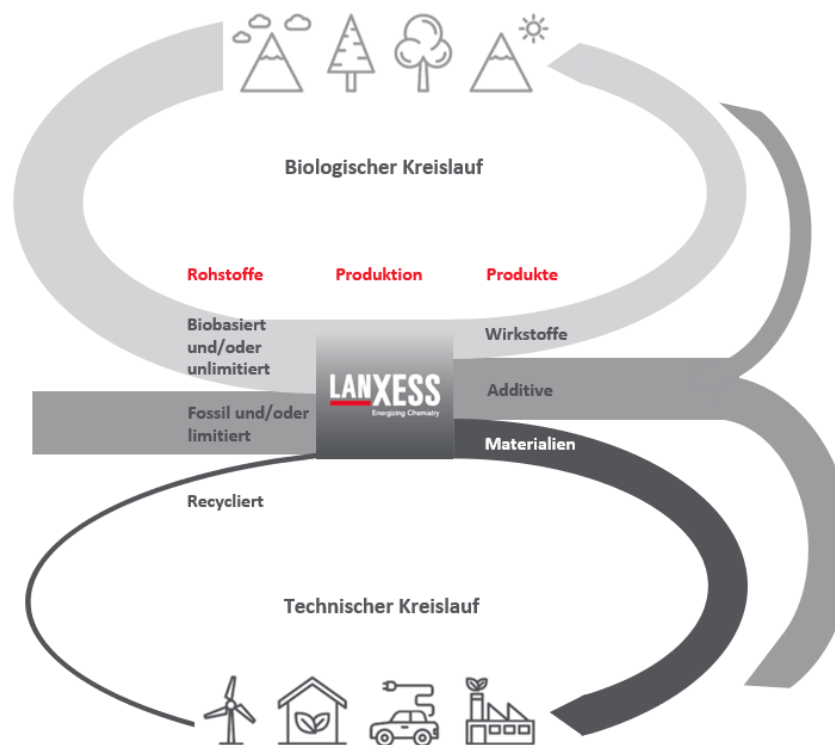 Biologischer Kreislauf
Rohstoffe
Produktion
Produkte
Biobasiert
und/oder
unlimitiert
Wirkstoffe
LANXESS
Energizing Chemistry
Additive
Fossil und/oder
limitiert
Materialien
Recycliert
Technischer Kreislauf